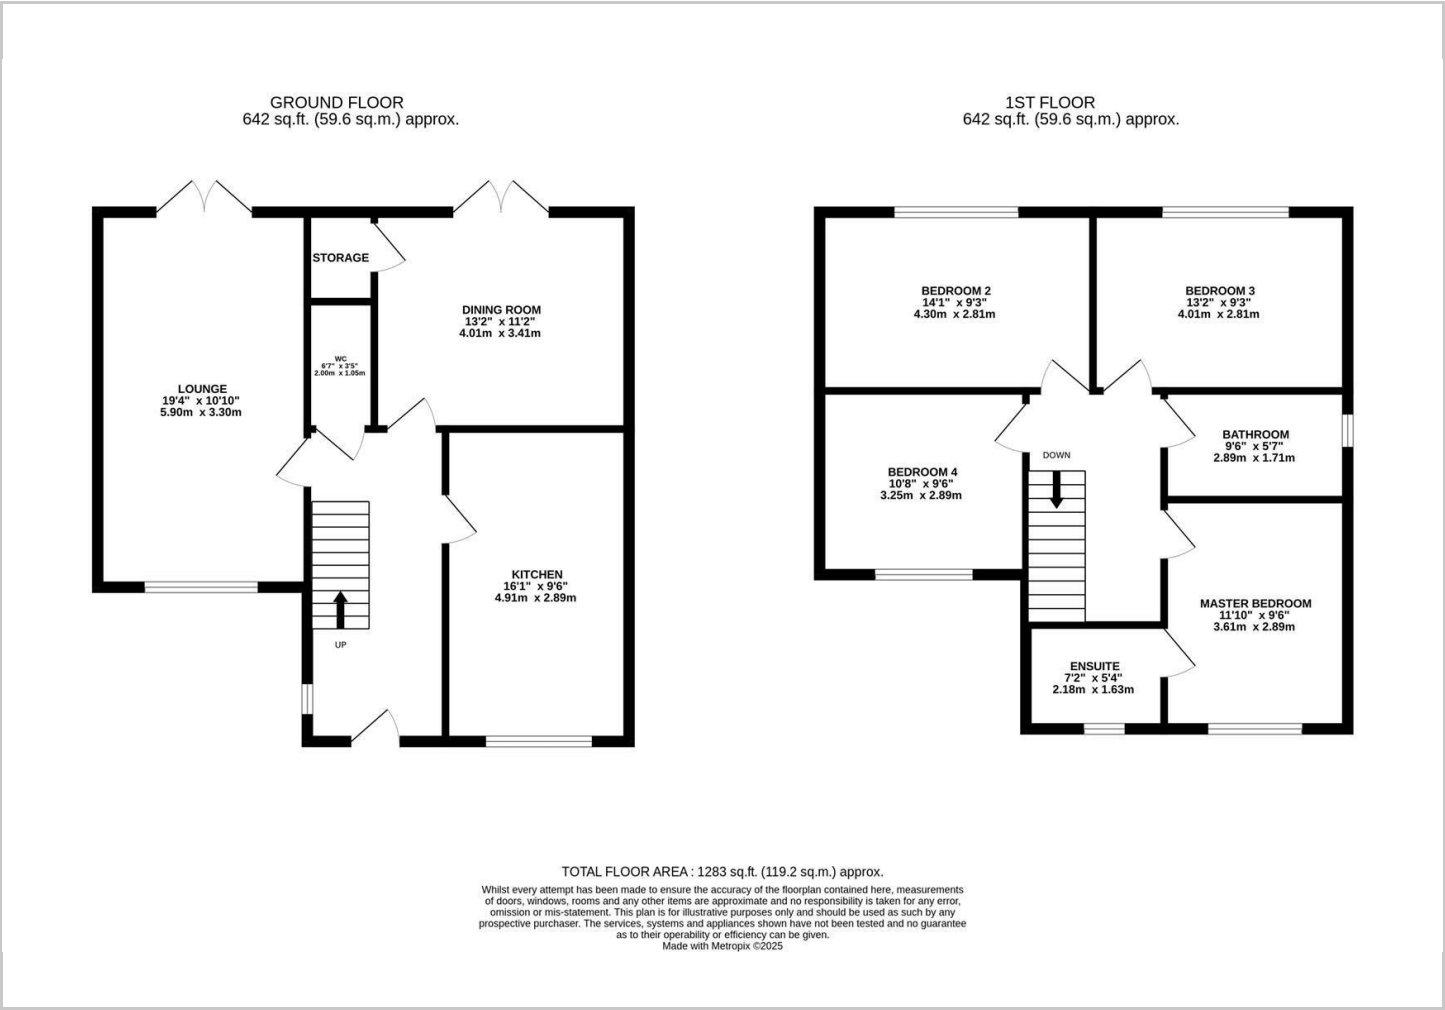 GROUND FLOOR
642 sq.ft. (59.6 sq.m.) approx.
1ST FLOOR
642 sq.ft. (59.6 sq.m.) approx.
STORAGE
DINING ROOM
13'2" x 11'2"
4.01m x 3.41m
WC
6'7" x 3'5"
2.00m x 1.05m
LOUNGE
19'4" x 10'10"
5.90m x 3.30m
KITCHEN
16'1" x 9'6"
4.91m x 2.89m
UP
BEDROOM 2
14'1" x 9'3"
4.30m x 2.81m
BEDROOM 3
13'2" x 9'3"
4.01m x 2.81m
BATHROOM
9'6" x 5'7"
2.89m x 1.71m
DOWN
BEDROOM 4
10'8" x 9'6"
3.25m x 2.89m
MASTER BEDROOM
11'10" x 9'6"
3.61m x 2.89m
ENSUITE
7'2" x 5'4"
2.18m x 1.63m
TOTAL FLOOR AREA : 1283 sq.ft. (119.2 sq.m.) approx.
Whilst every attempt has been made to ensure the accuracy of the floorplan contained here, measurements
of doors, windows, rooms and any other items are approximate and no responsibility is taken for any error,
omission or mis-statement. This plan is for illustrative purposes only and should be used as such by any
prospective purchaser. The services, systems and appliances shown have not been tested and no guarantee
as to their operability or efficiency can be given.
Made with Metropix ©2025